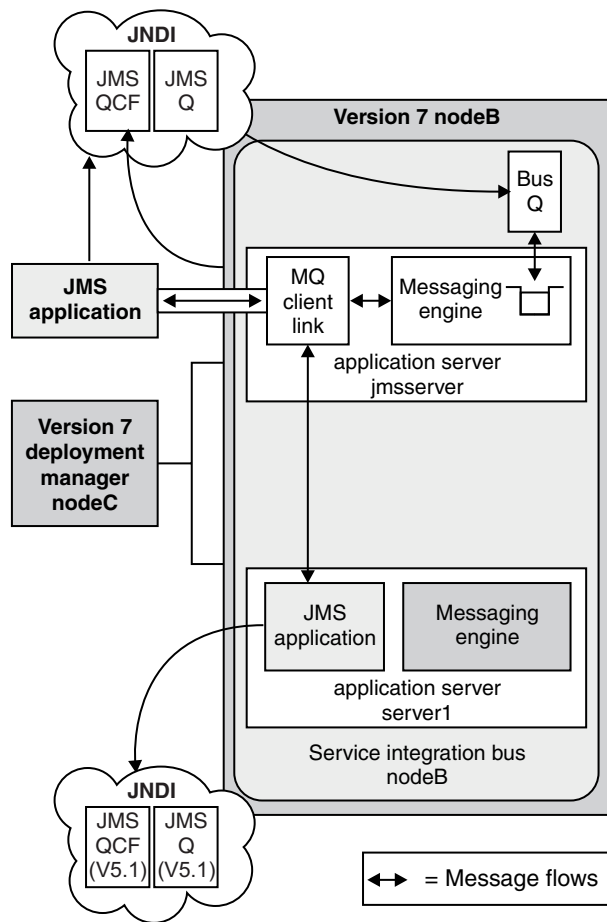 JNDI
JMS
QCF
JMS
Q
Version 7 nodeB
Bus
Q
JMS
application
MQ
client
link
Messaging
engine
application server
jmsserver
Version 7
deployment
manager
nodeC
JMS
application
Messaging
engine
application server
server1
Service integration bus
nodeB
JNDI
JMS
QCF
(V5.1)
JMS
Q
(V5.1)
= Message flows